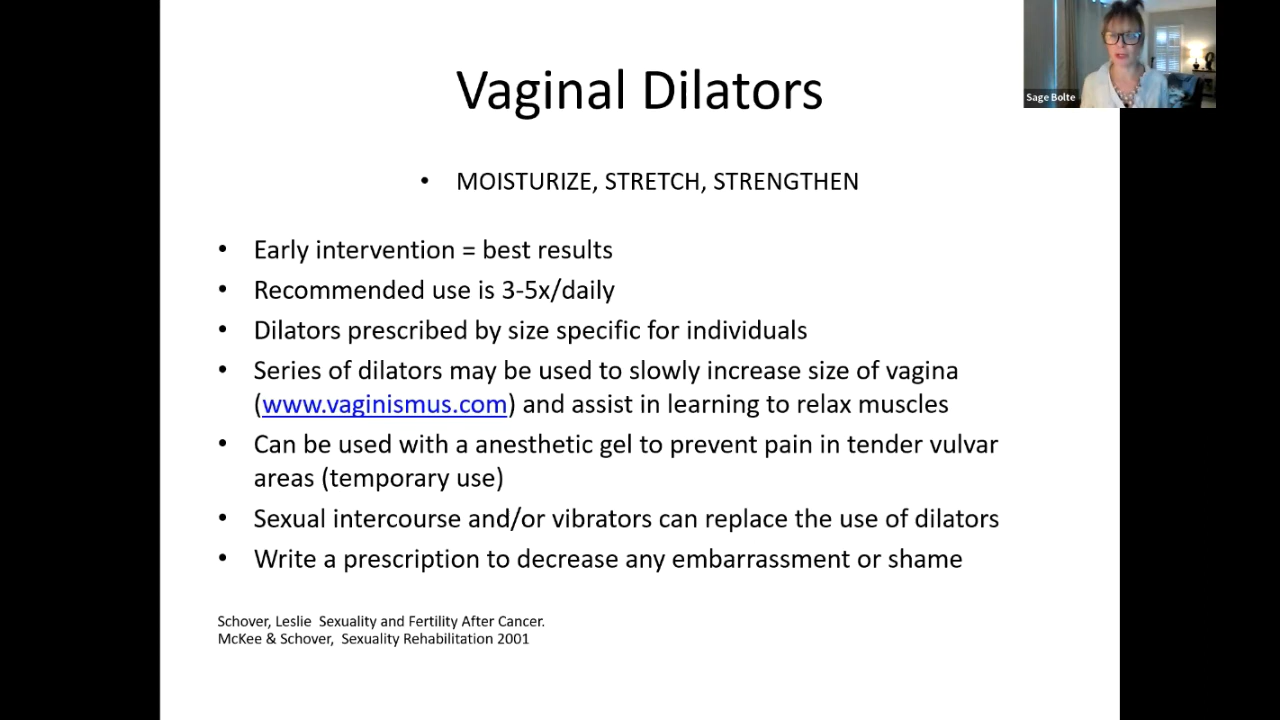 Sage Bolte
Vaginal Dilators
• MOISTURIZE, STRETCH, STRENGTHEN
• Early intervention = best results
• Recommended use is 3-5x/daily
• Dilators prescribed by size specific for individuals
• Series of dilators may be used to slowly increase size of vagina
(www.vaginismus.com) and assist in learning to relax muscles
• Can be used with a anesthetic gel to prevent pain in tender vulvar
areas (temporary use)
• Sexual intercourse and/or vibrators can replace the use of dilators
• Write a prescription to decrease any embarrassment or shame
Schover, Leslie Sexuality and Fertility After Cancer.
McKee & Schover, Sexuality Rehabilitation 2001